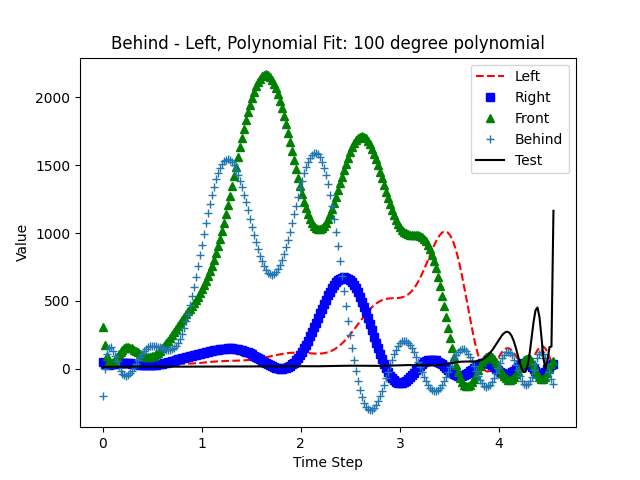 Behind - Left, Polynomial Fit: 100 degree polynomial
Left
Right
Front
Behind
Test
2000
1500
1000
500
0
Value
0 1 2 3 4
Time Step